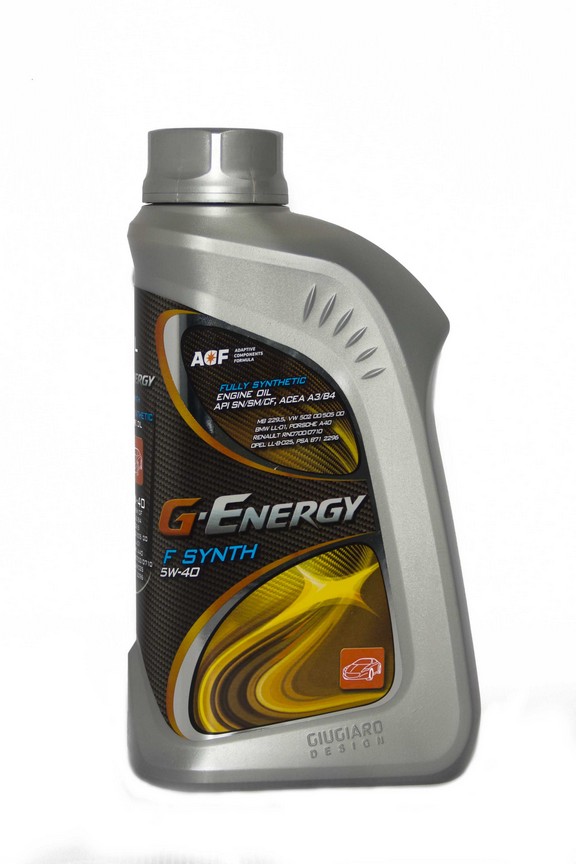 ACF
ADAPTIVE
COMPONENTS
FORMULA
FULLY SYNTHETIC
ENGINE OIL
API SN/SM/CF, ACEA A3/B4
MB 229.5, VW 502 00/505 00
BMW LL-01, PORSCHE A40
RENAULT RN0700/0710
OPEL LL-B-025, PSA B71 2296
G-ENERGY
F SYNTH
5W-40
GIUGIARO
DESIGN